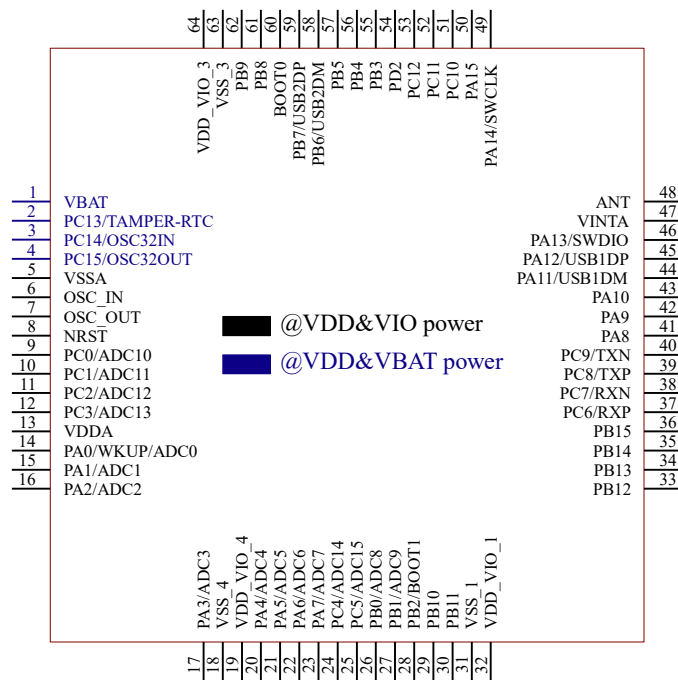 64
63
62
61
60
59
58
57
56
55
54
53
52
51
50
49
VDD_VIO_3
VSS_3
PB9
PB8
BOOT0
PB7/USB2DP
PB6/USB2DM
PB5
PB4
PB3
PD2
PC12
PC11
PC10
PA15
PA14/SWCLK
1 VBAT
2 PC13/TAMPER-RTC
3 PC14/OSC32IN
4 PC15/OSC32OUT
5 VSSA
6 OSC_IN
7 OSC_OUT
8 NRST
9 PC0/ADC10
10 PC1/ADC11
11 PC2/ADC12
12 PC3/ADC13
13 VDDA
14 PA0/WKUP/ADC0
15 PA1/ADC1
16 PA2/ADC2
@VDD&VIO power
@VDD&VBAT power
ANT 48
VINTA 47
PA13/SWDIO 46
PA12/USB1DP 45
PA11/USB1DM 44
PA10 43
PA9 42
PA8 41
PC9/TXN 40
PC8/TXP 39
PC7/RXN 38
PC6/RXP 37
PB15 36
PB14 35
PB13 34
PB12 33
PA3/ADC3
VSS_4
VDD_VIO_4
PA4/ADC4
PA5/ADC5
PA6/ADC6
PA7/ADC7
PC4/ADC14
PC5/ADC15
PB0/ADC8
PB1/ADC9
PB2/BOOT1
PB10
PB11
VSS_1
VDD_VIO_1
17
18
19
20
21
22
23
24
25
26
27
28
29
30
31
32